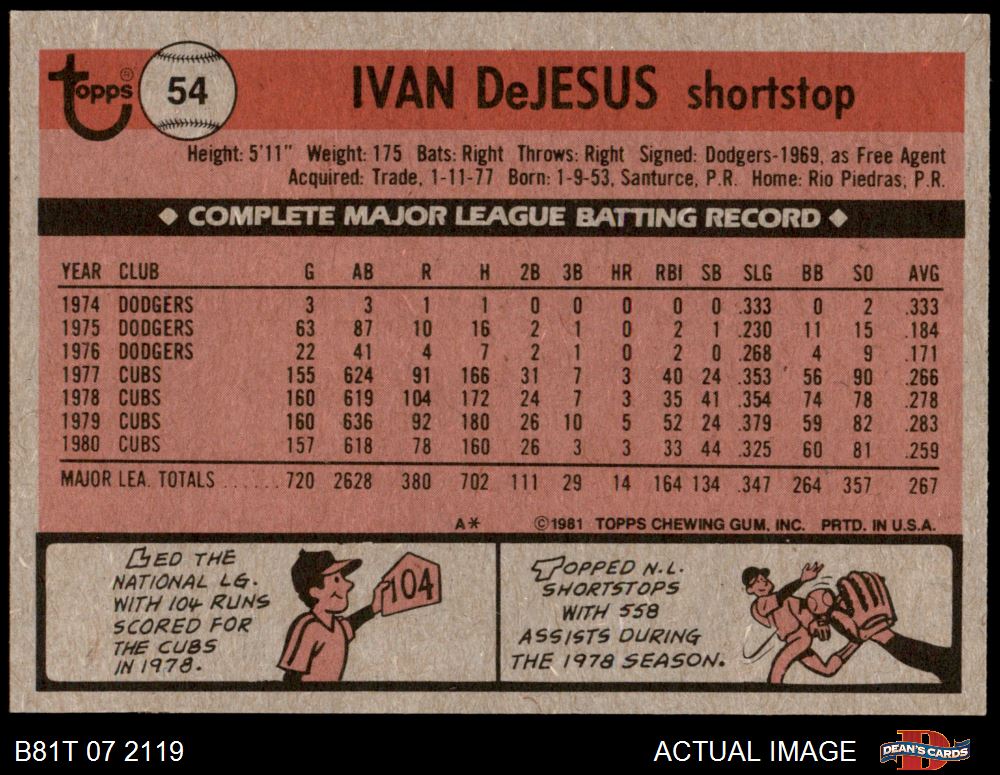 Topps®
54
IVAN DeJESUS shortstop
Height: 5'11" Weight: 175 Bats: Right Throws: Right Signed: Dodgers-1969, as Free Agent
Acquired: Trade, 1-11-77 Born: 1-9-53, Santurce, P.R. Home: Rio Piedras, P.R.
◆ COMPLETE MAJOR LEAGUE BATTING RECORD ◆
YEAR CLUB G AB R H 2B 3B HR RBI SB SLG BB SO AVG
1974 DODGERS 3 3 1 1 0 0 0 0 0 .333 0 2 .333
1975 DODGERS 63 87 10 16 2 1 0 2 1 .230 11 15 .184
1976 DODGERS 22 41 4 7 2 1 0 2 0 .268 4 9 .171
1977 CUBS 155 624 91 166 31 7 3 40 24 .353 56 90 .266
1978 CUBS 160 619 104 172 24 7 3 35 41 .354 74 78 .278
1979 CUBS 160 636 92 180 26 10 5 52 24 .379 59 82 .283
1980 CUBS 157 618 78 160 26 3 3 33 44 .325 60 81 .259
MAJOR LEA. TOTALS ...... 720 2628 380 702 111 29 14 164 134 .347 264 357 .267
A* ©1981 TOPPS CHEWING GUM, INC. PRTD. IN U.S.A.
LED THE
NATIONAL LG.
WITH 104 RUNS
SCORED FOR
THE CUBS
IN 1978.
104
TOPPED N.L.
SHORTSTOPS
WITH 558
ASSISTS DURING
THE 1978 SEASON.
B81T 07 2119
ACTUAL IMAGE
D
DEAN'S CARDS